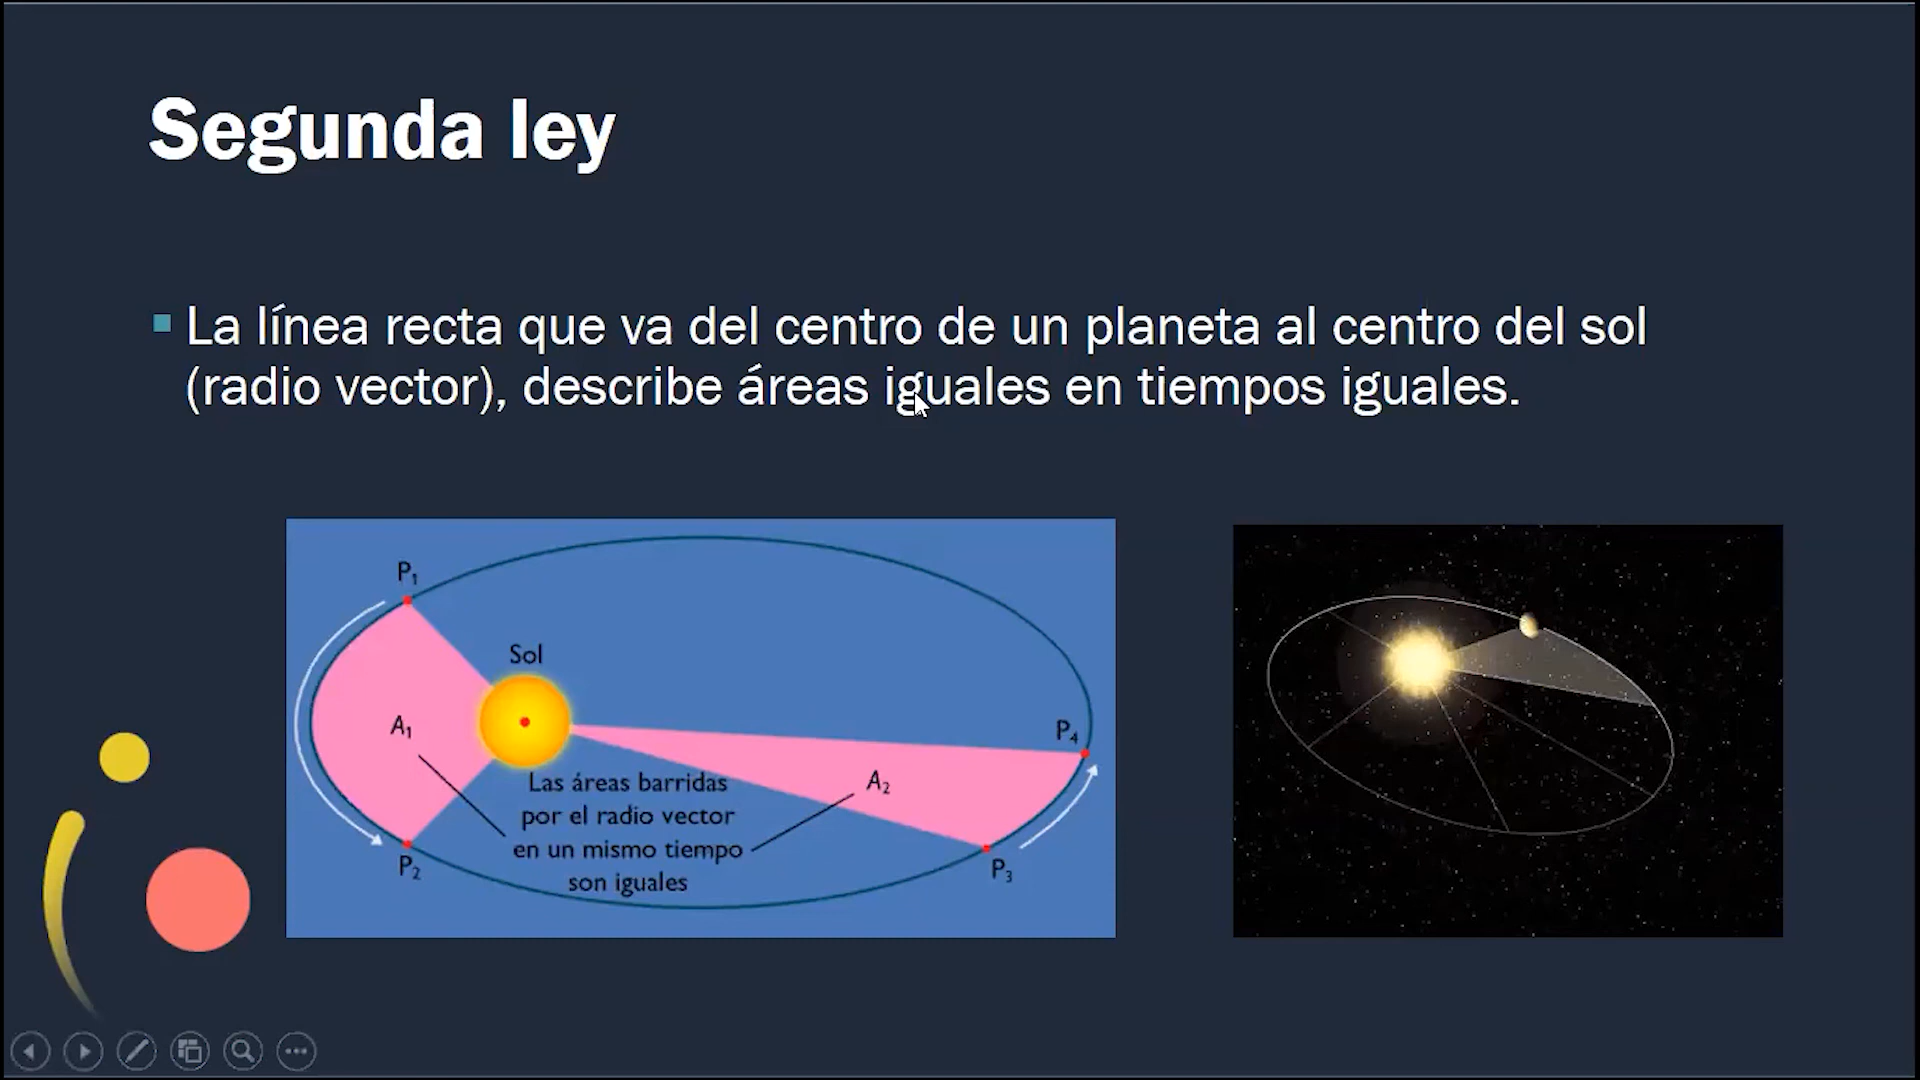 Segunda ley
La línea recta que va del centro de un planeta al centro del sol
(radio vector), describe áreas iguales en tiempos iguales.
P₁
Sol
A₁
P₄
A₂
Las áreas barridas
por el radio vector
en un mismo tiempo
son iguales
P₂
P₃